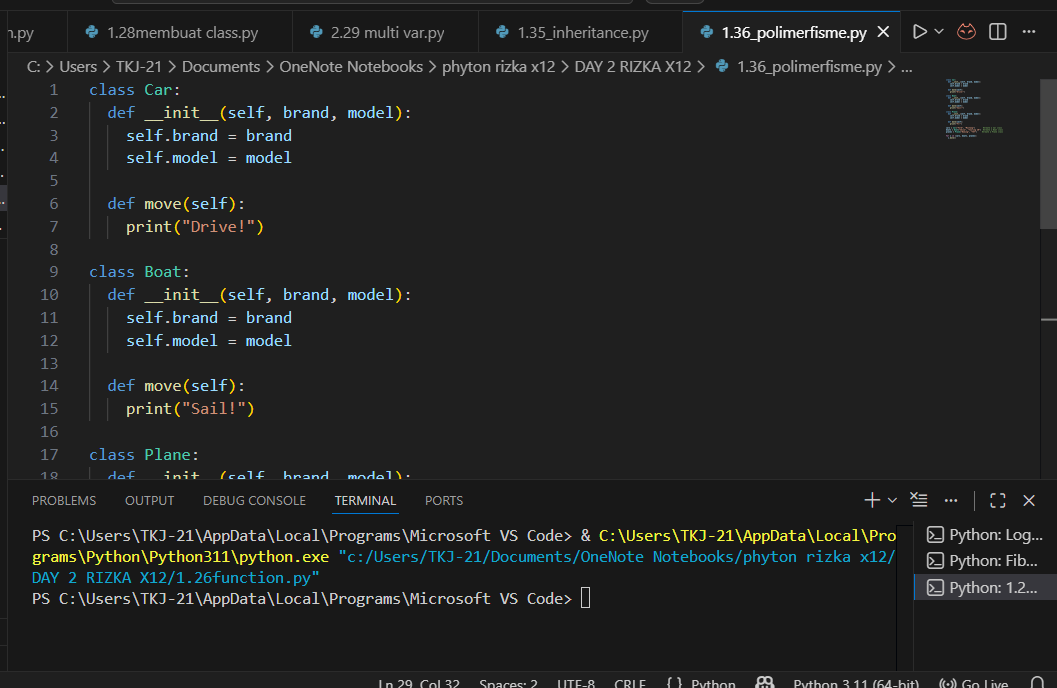 n.py
1.28membuat class.py
2.29 multi var.py
1.35_inheritance.py
1.36_polimerfisme.py
C: > Users > TKJ-21 > Documents > OneNote Notebooks > phyton rizka x12 > DAY 2 RIZKA X12 > 1.36_polimerfisme.py > ...
1 class Car:
2 def __init__(self, brand, model):
3 self.brand = brand
4 self.model = model
5
6 def move(self):
7 print("Drive!")
8
9 class Boat:
10 def __init__(self, brand, model):
11 self.brand = brand
12 self.model = model
13
14 def move(self):
15 print("Sail!")
16
17 class Plane:
18 def __init__(self, brand, model):
PROBLEMS OUTPUT DEBUG CONSOLE TERMINAL PORTS
PS C:\Users\TKJ-21\AppData\Local\Programs\Microsoft VS Code> & C:\Users\TKJ-21\AppData\Local\Pro
grams\Python\Python311\python.exe "c:/Users/TKJ-21/Documents/OneNote Notebooks/phyton rizka x12/
DAY 2 RIZKA X12/1.26function.py"
PS C:\Users\TKJ-21\AppData\Local\Programs\Microsoft VS Code>
Python: Log...
Python: Fib...
Python: 1.2...
Ln 29, Col 32 Spaces: 2 UTF-8 CRLF { } Python Python 3.11 (64-bit) Go Live